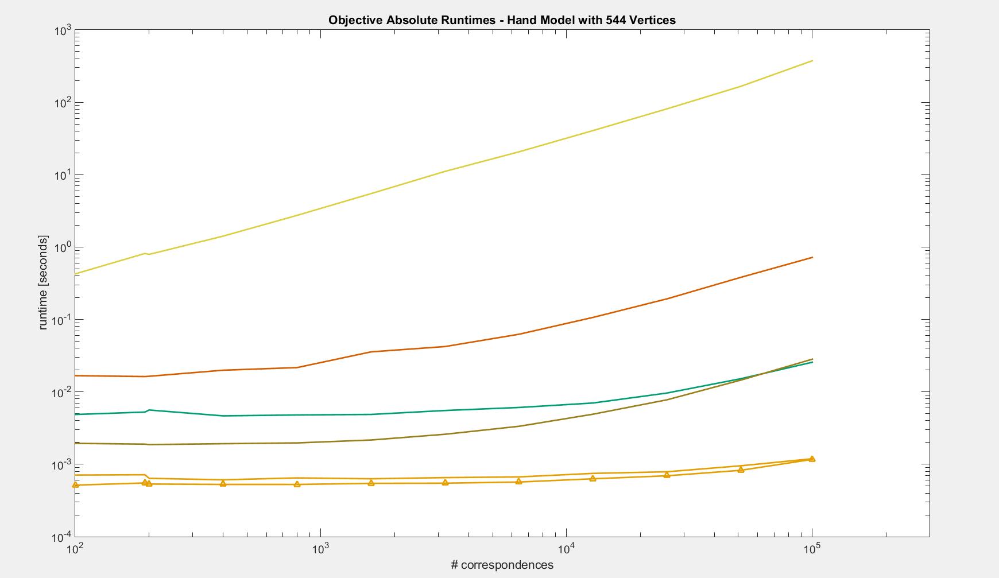 Objective Absolute Runtimes - Hand Model with 544 Vertices
10^3
10^2
10^1
10^0
10^-1
10^-2
10^-3
10^-4
runtime [seconds]
10^2 10^3 10^4 10^5
# correspondences